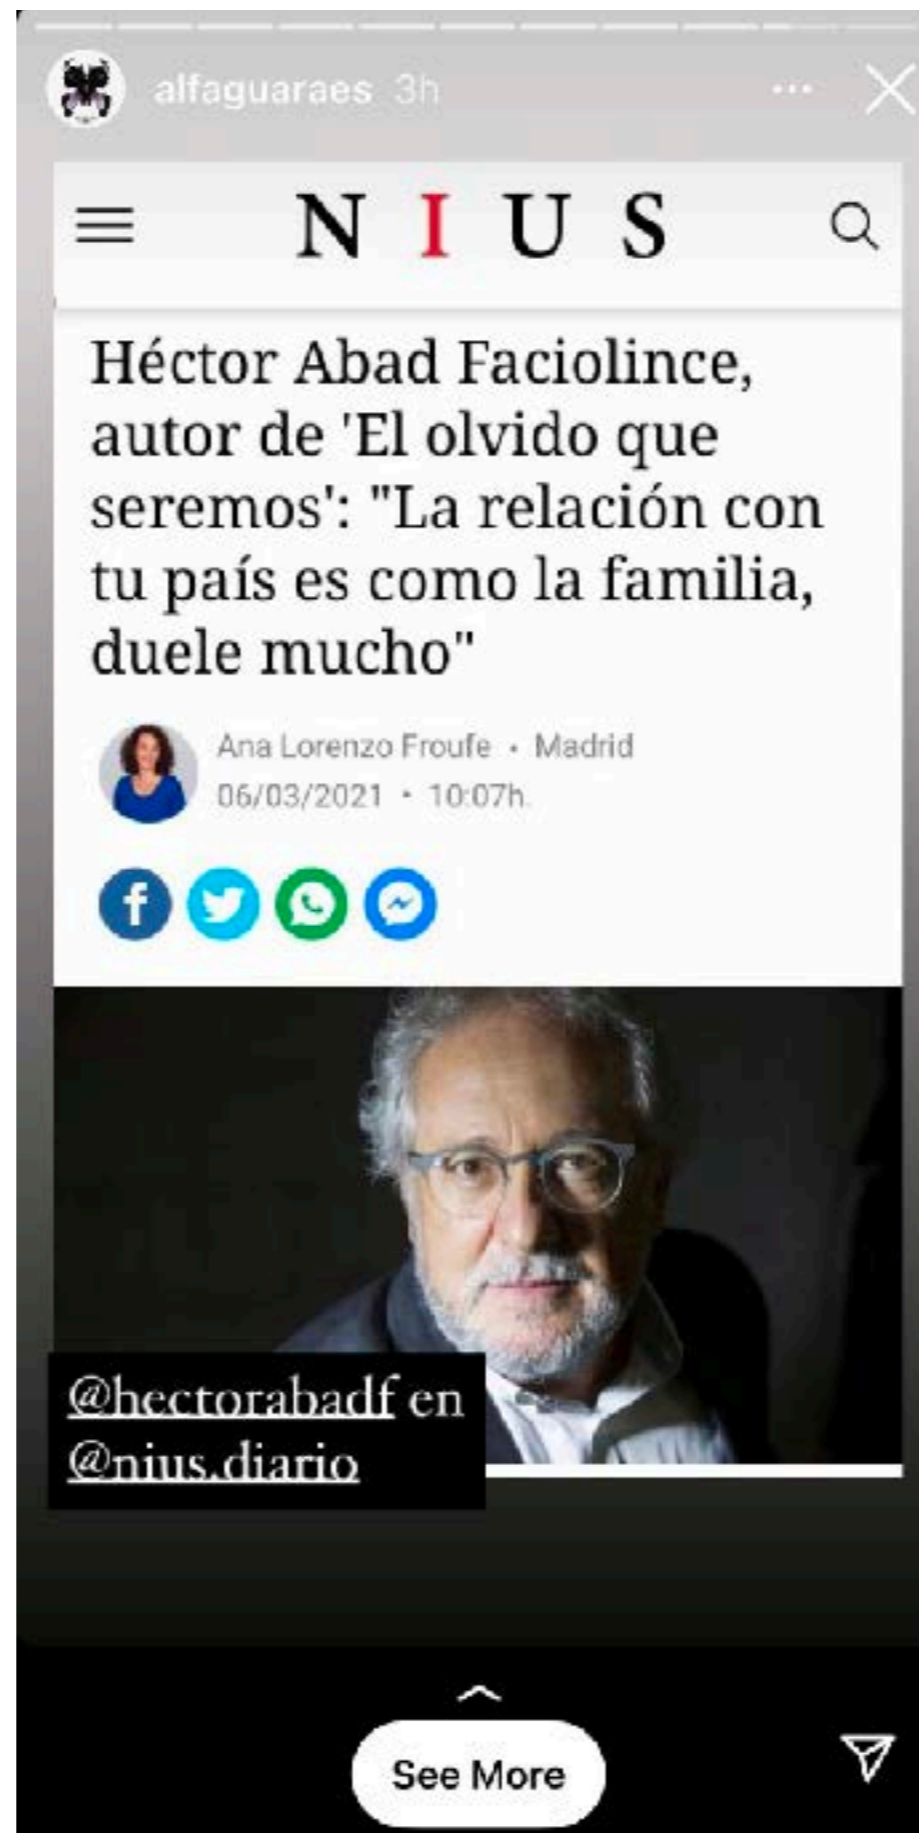 alfaguaraes 3h
NIUS
Héctor Abad Faciolince,
autor de 'El olvido que
seremos': "La relación con
tu país es como la familia,
duele mucho"
Ana Lorenzo Froufe • Madrid
06/03/2021 • 10:07h.
@hectorabadf en
@nius.diario
See More